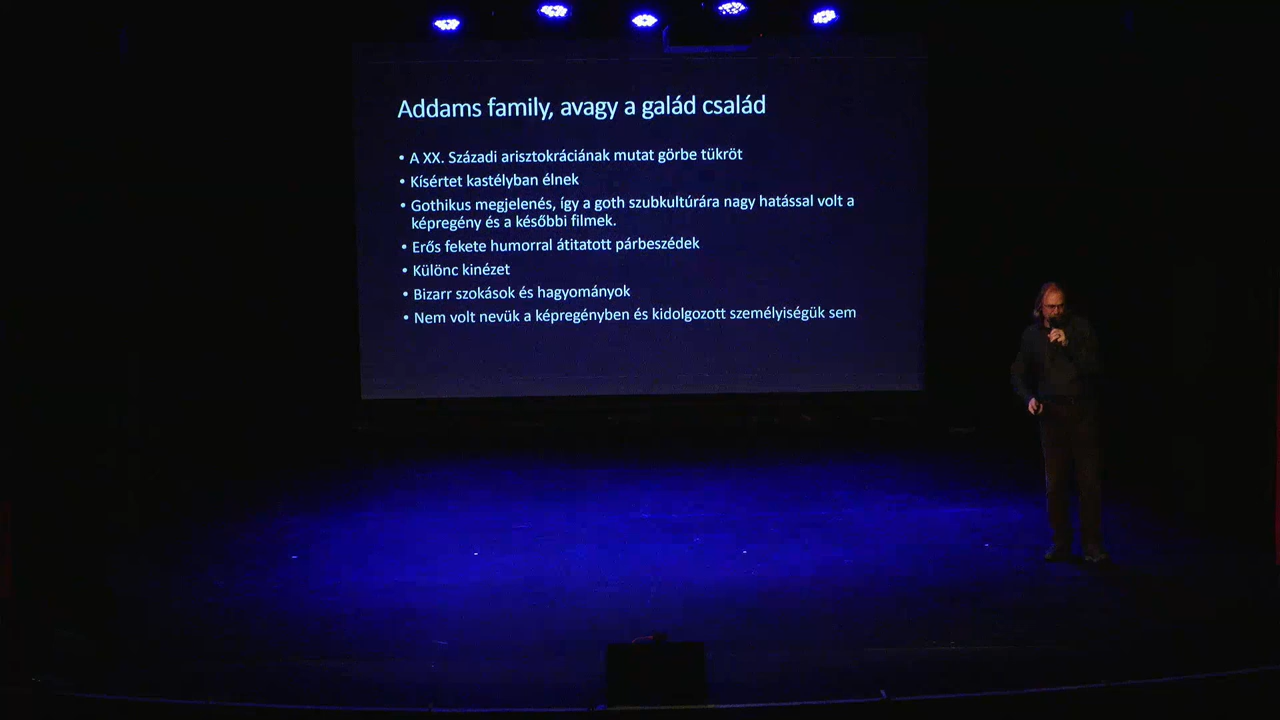 Addams family, avagy a galád család
• A XX. Századi arisztokráciának mutat görbe tükröt
• Kísértet kastélyban élnek
• Gothikus megjelenés, így a goth szubkultúrára nagy hatással volt a
képregény és a későbbi filmek.
• Erős fekete humorral átitatott párbeszédek
• Különc kinézet
• Bizarr szokások és hagyományok
• Nem volt nevük a képregényben és kidolgozott személyiségük sem